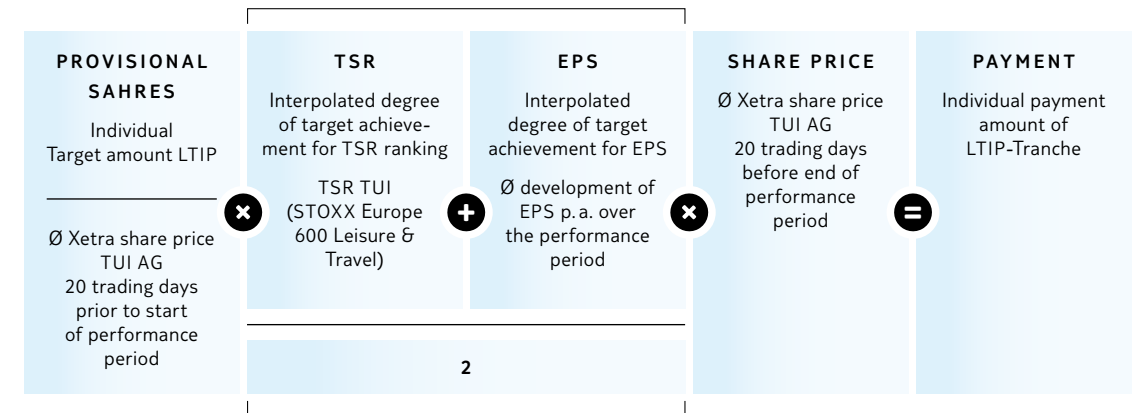 PROVISIONAL
SAHRES
Individual
Target amount LTIP
Ø Xetra share price
TUI AG
20 trading days
prior to start
of performance
period
×
TSR
Interpolated degree
of target achieve-
ment for TSR ranking
TSR TUI
(STOXX Europe
600 Leisure &
Travel)
+
EPS
Interpolated
degree of target
achievement for EPS
Ø development of
EPS p. a. over
the performance
period
2
×
SHARE PRICE
Ø Xetra share price
TUI AG
20 trading days
before end of
performance
period
=
PAYMENT
Individual payment
amount of
LTIP-Tranche